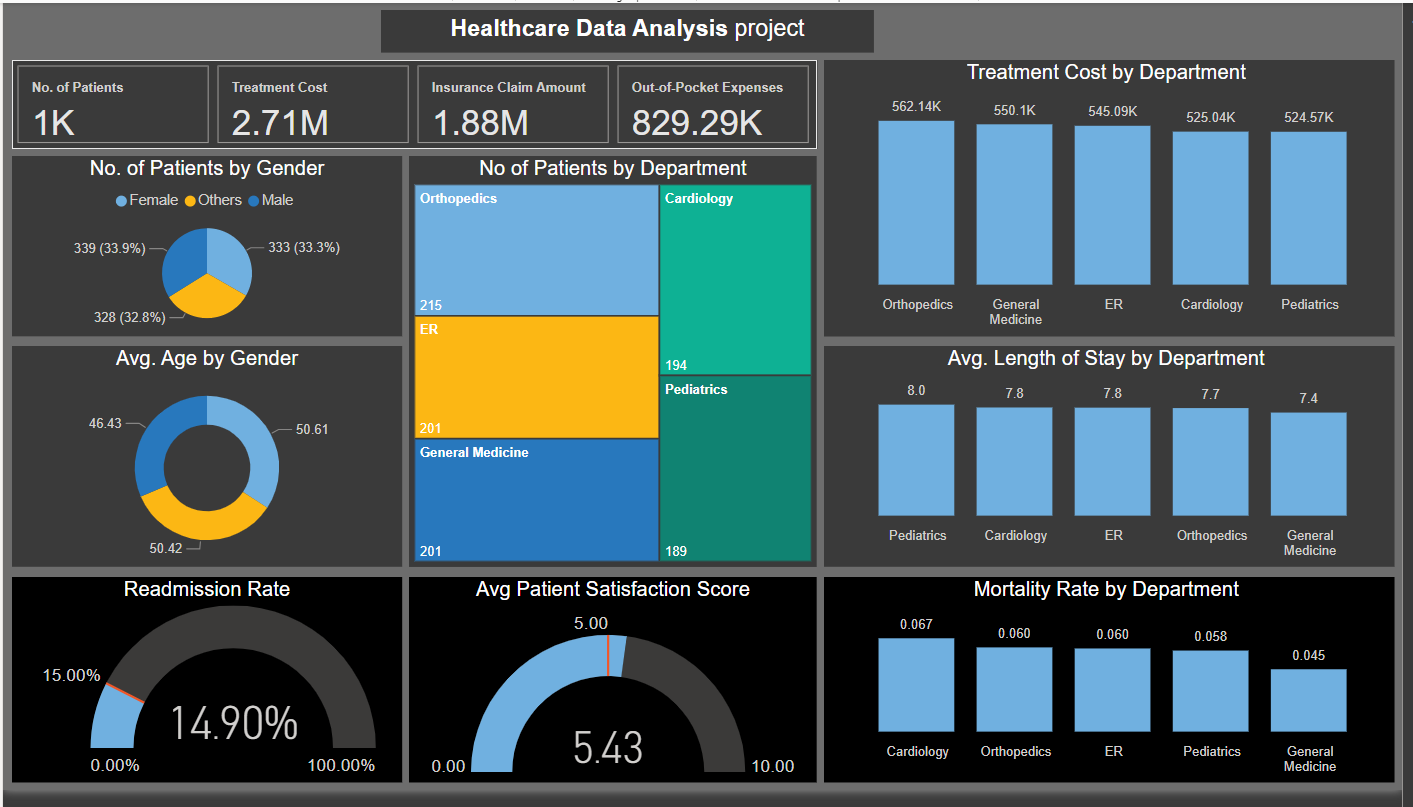 Healthcare Data Analysis project
No. of Patients
1K
Treatment Cost
2.71M
Insurance Claim Amount
1.88M
Out-of-Pocket Expenses
829.29K
No. of Patients by Gender
Female Others Male
339 (33.9%)
333 (33.3%)
328 (32.8%)
No of Patients by Department
Orthopedics
215
ER
201
General Medicine
201
Cardiology
194
Pediatrics
189
Treatment Cost by Department
562.14K
550.1K
545.09K
525.04K
524.57K
Orthopedics
General
Medicine
ER
Cardiology
Pediatrics
Avg. Age by Gender
46.43
50.61
50.42
Avg. Length of Stay by Department
8.0
7.8
7.8
7.7
7.4
Pediatrics
Cardiology
ER
Orthopedics
General
Medicine
Readmission Rate
15.00%
14.90%
0.00%
100.00%
Avg Patient Satisfaction Score
5.00
5.43
0.00
10.00
Mortality Rate by Department
0.067
0.060
0.060
0.058
0.045
Cardiology
Orthopedics
ER
Pediatrics
General
Medicine